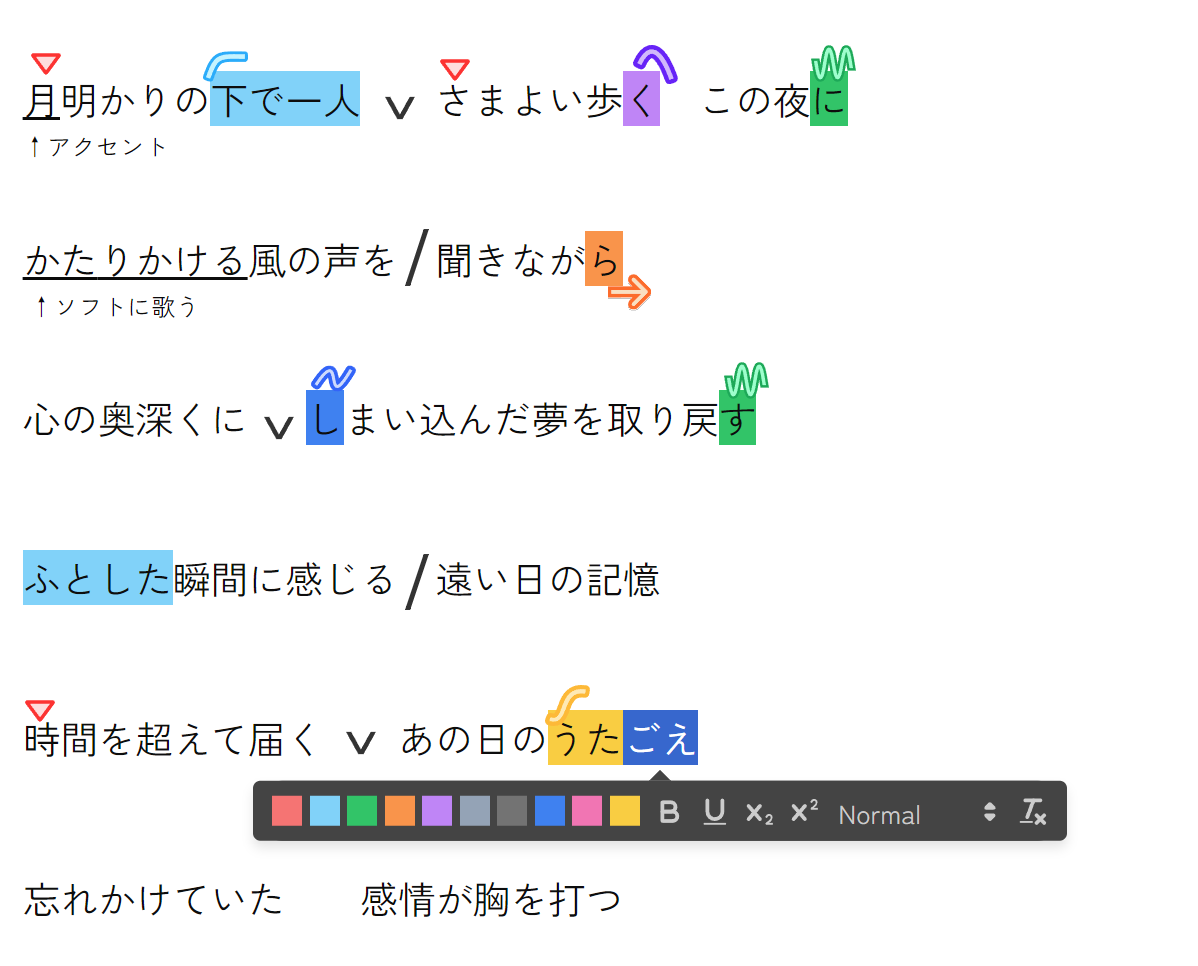 月明かりの下で一人 ∨ さまよい歩く この夜に
↑アクセント
かたりかける風の声を / 聞きながら
↑ソフトに歌う
心の奥深くに ∨ しまい込んだ夢を取り戻す
ふとした瞬間に感じる / 遠い日の記憶
時間を超えて届く ∨ あの日のうたごえ
B U X₂ X² Normal Tx
忘れかけていた 感情が胸を打つ